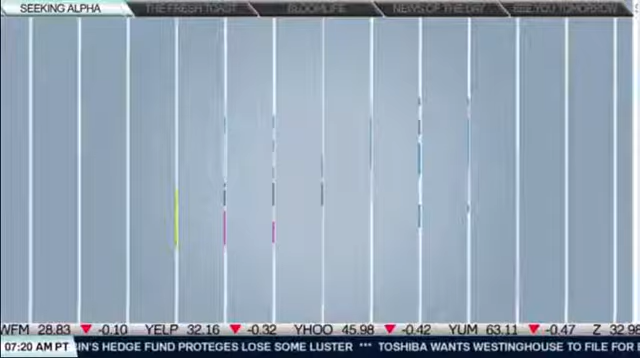 SEEKING ALPHA THE FRESH TOAST BLOOMLIFE NEWS OF THE DAY SEE YOU TOMORROW
WFM 28.83 ▼ -0.10 YELP 32.16 ▼ -0.32 YHOO 45.98 ▼ -0.42 YUM 63.11 ▼ -0.47 Z 32.98
07:20 AM PT IN'S HEDGE FUND PROTEGES LOSE SOME LUSTER *** TOSHIBA WANTS WESTINGHOUSE TO FILE FOR